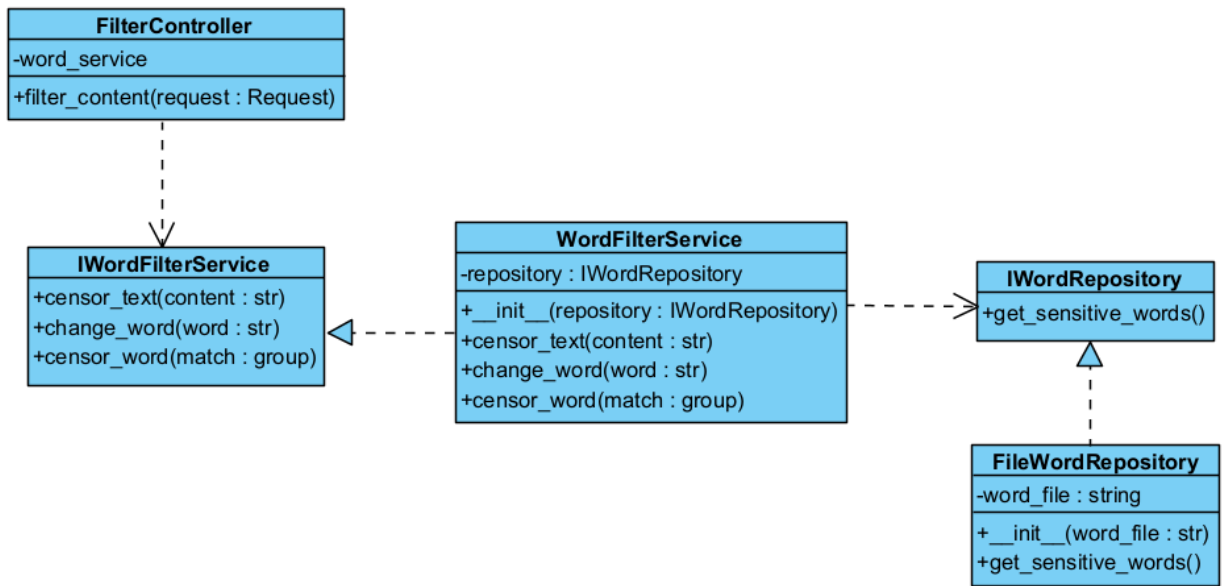 FilterController
-word_service
+filter_content(request : Request)
IWordFilterService
+censor_text(content : str)
+change_word(word : str)
+censor_word(match : group)
WordFilterService
-repository : IWordRepository
+__init__(repository : IWordRepository)
+censor_text(content : str)
+change_word(word : str)
+censor_word(match : group)
IWordRepository
+get_sensitive_words()
FileWordRepository
-word_file : string
+__init__(word_file : str)
+get_sensitive_words()